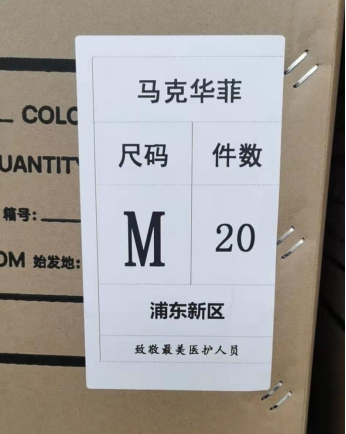 马克华菲
尺码 件数
M 20
浦东新区
致敬最美医护人员
COLO
UANTITY
箱号:
OM 始发地: